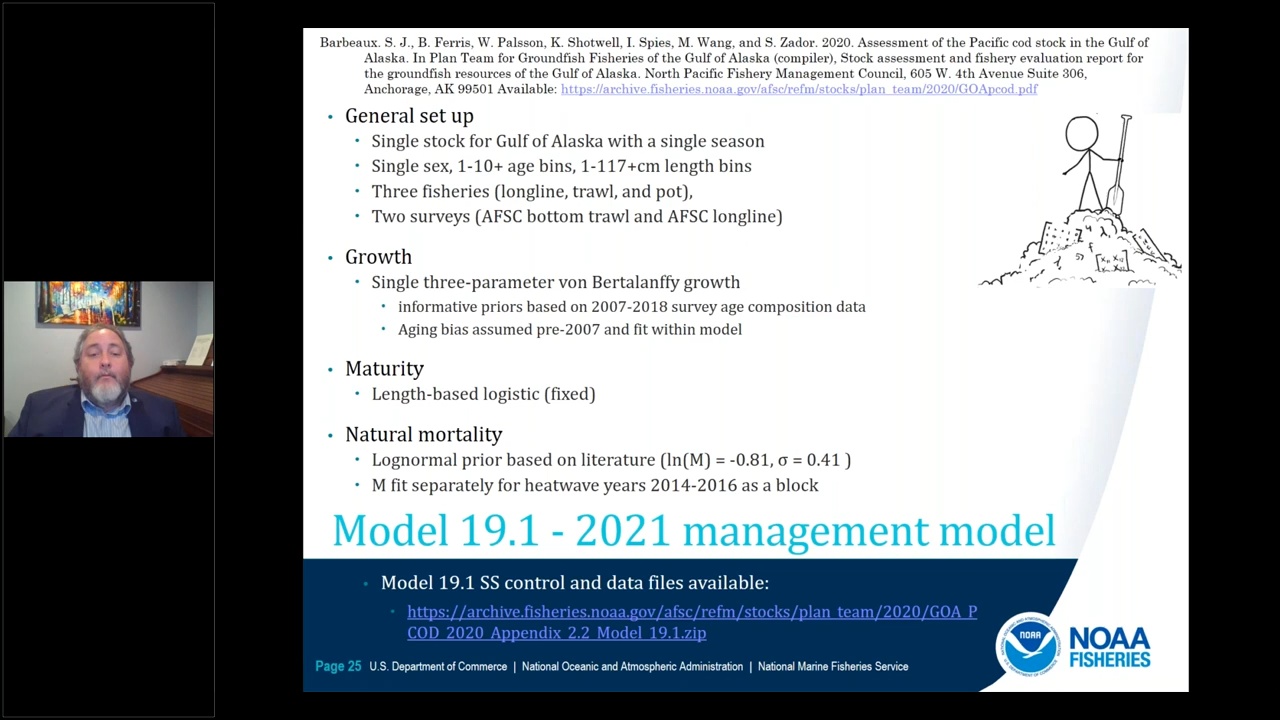 Barbeaux. S. J., B. Ferris, W. Palsson, K. Shotwell, I. Spies, M. Wang, and S. Zador. 2020. Assessment of the Pacific cod stock in the Gulf of
Alaska. In Plan Team for Groundfish Fisheries of the Gulf of Alaska (compiler), Stock assessment and fishery evaluation report for
the groundfish resources of the Gulf of Alaska. North Pacific Fishery Management Council, 605 W. 4th Avenue Suite 306,
Anchorage, AK 99501 Available: https://archive.fisheries.noaa.gov/afsc/refm/stocks/plan_team/2020/GOApcod.pdf
• General set up
• Single stock for Gulf of Alaska with a single season
• Single sex, 1-10+ age bins, 1-117+cm length bins
• Three fisheries (longline, trawl, and pot),
• Two surveys (AFSC bottom trawl and AFSC longline)
• Growth
• Single three-parameter von Bertalanffy growth
• informative priors based on 2007-2018 survey age composition data
• Aging bias assumed pre-2007 and fit within model
• Maturity
• Length-based logistic (fixed)
• Natural mortality
• Lognormal prior based on literature (ln(M) = -0.81, σ = 0.41 )
• M fit separately for heatwave years 2014-2016 as a block
Model 19.1 - 2021 management model
• Model 19.1 SS control and data files available:
• https://archive.fisheries.noaa.gov/afsc/refm/stocks/plan_team/2020/GOA_P
COD_2020_Appendix_2.2_Model_19.1.zip
Page 25 U.S. Department of Commerce | National Oceanic and Atmospheric Administration | National Marine Fisheries Service
NOAA
NOAA
FISHERIES